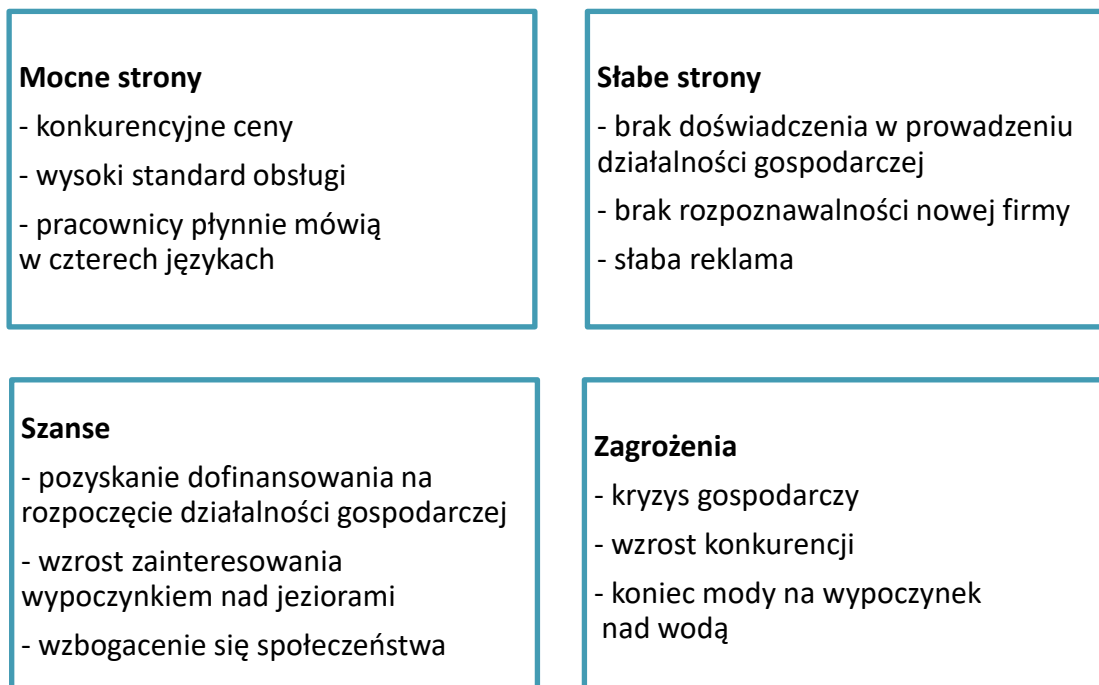 Mocne strony
- konkurencyjne ceny
- wysoki standard obsługi
- pracownicy płynnie mówią
w czterech językach
Słabe strony
- brak doświadczenia w prowadzeniu
działalności gospodarczej
- brak rozpoznawalności nowej firmy
- słaba reklama
Szanse
- pozyskanie dofinansowania na
rozpoczęcie działalności gospodarczej
- wzrost zainteresowania
wypoczynkiem nad jeziorami
- wzbogacenie się społeczeństwa
Zagrożenia
- kryzys gospodarczy
- wzrost konkurencji
- koniec mody na wypoczynek
nad wodą